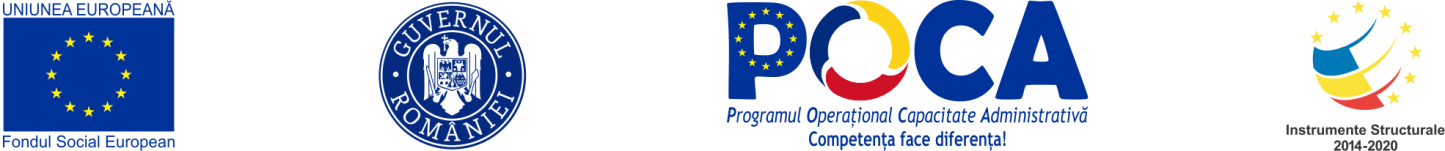 UNIUNEA EUROPEANĂ
Fondul Social European
GUVERNUL ROMÂNIEI
POCA
Programul Operațional Capacitate Administrativă
Competența face diferența!
Instrumente Structurale
2014-2020